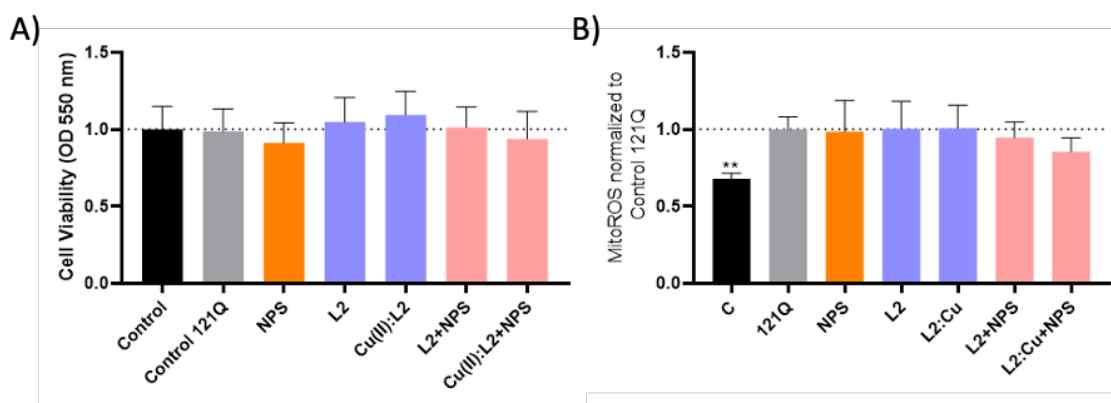 A)
Cell Viability (OD 550 nm)
1.5
1.0
0.5
0.0
Control
Control 121Q
NPS
L2
Cu(II):L2
L2+NPS
Cu(II):L2+NPS
B)
MitoROS normalized to
Control 121Q
1.5
1.0
0.5
0.0
**
C
121Q
NPS
L2
L2:Cu
L2+NPS
L2:Cu+NPS